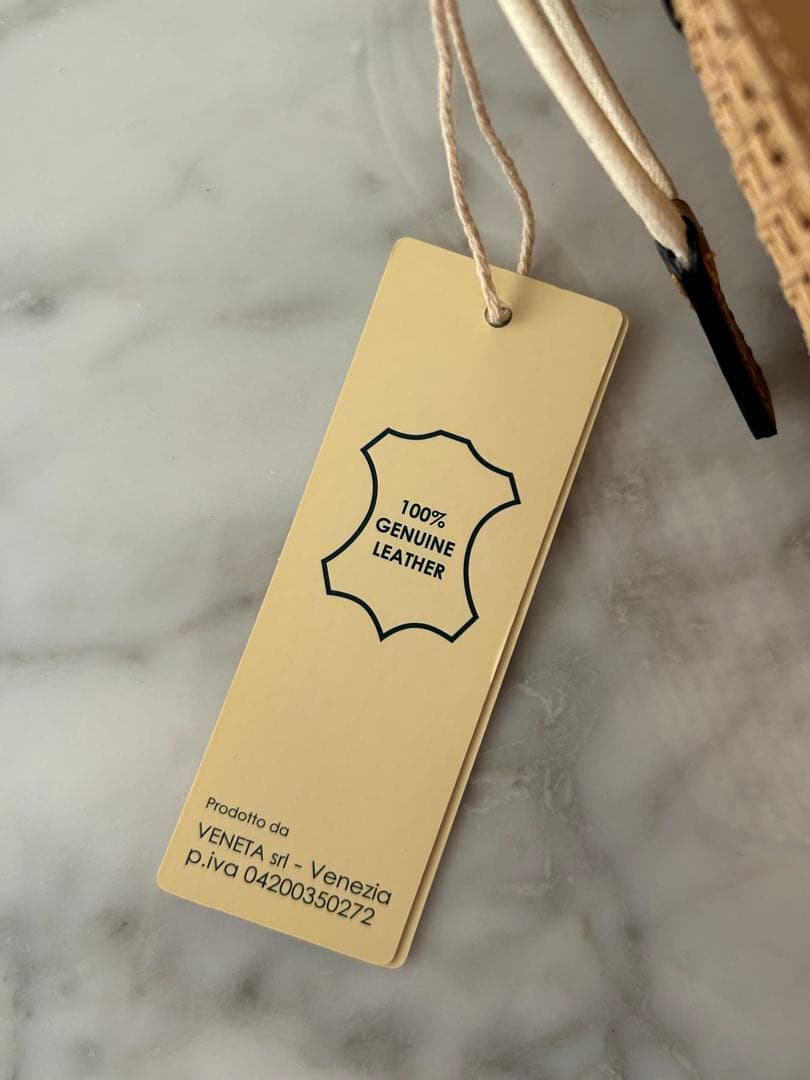 100%
GENUINE
LEATHER
Prodotto da
VENETA srl - Venezia
p.iva 04200350272